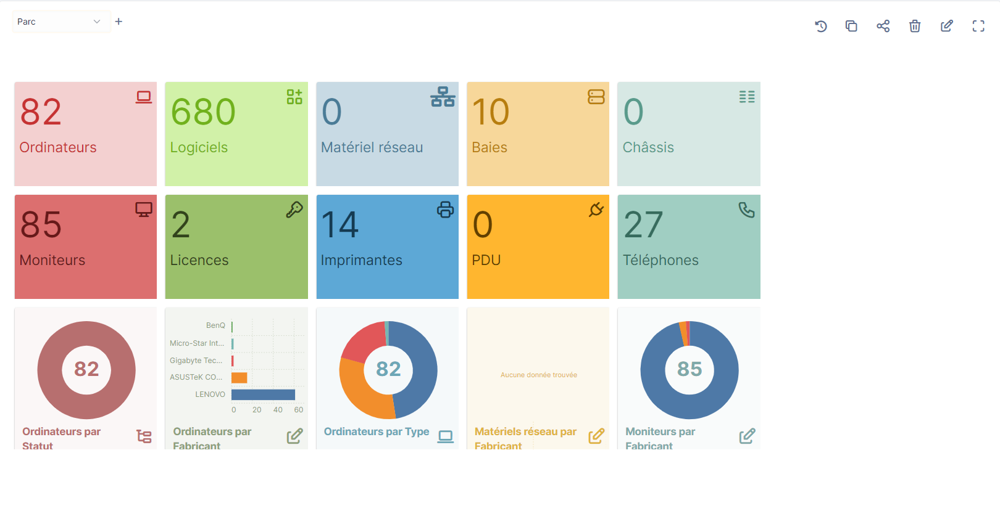 Parc
82
Ordinateurs
680
Logiciels
0
Matériel réseau
10
Baies
0
Châssis
85
Moniteurs
2
Licences
14
Imprimantes
0
PDU
27
Téléphones
82
Ordinateurs par
Statut
BenQ
Micro-Star Int...
Gigabyte Tec...
ASUSTeK CO...
LENOVO
0 20 40 60
Ordinateurs par
Fabricant
82
Ordinateurs par Type
Aucune donnée trouvée
Matériels réseau par
Fabricant
85
Moniteurs par
Fabricant